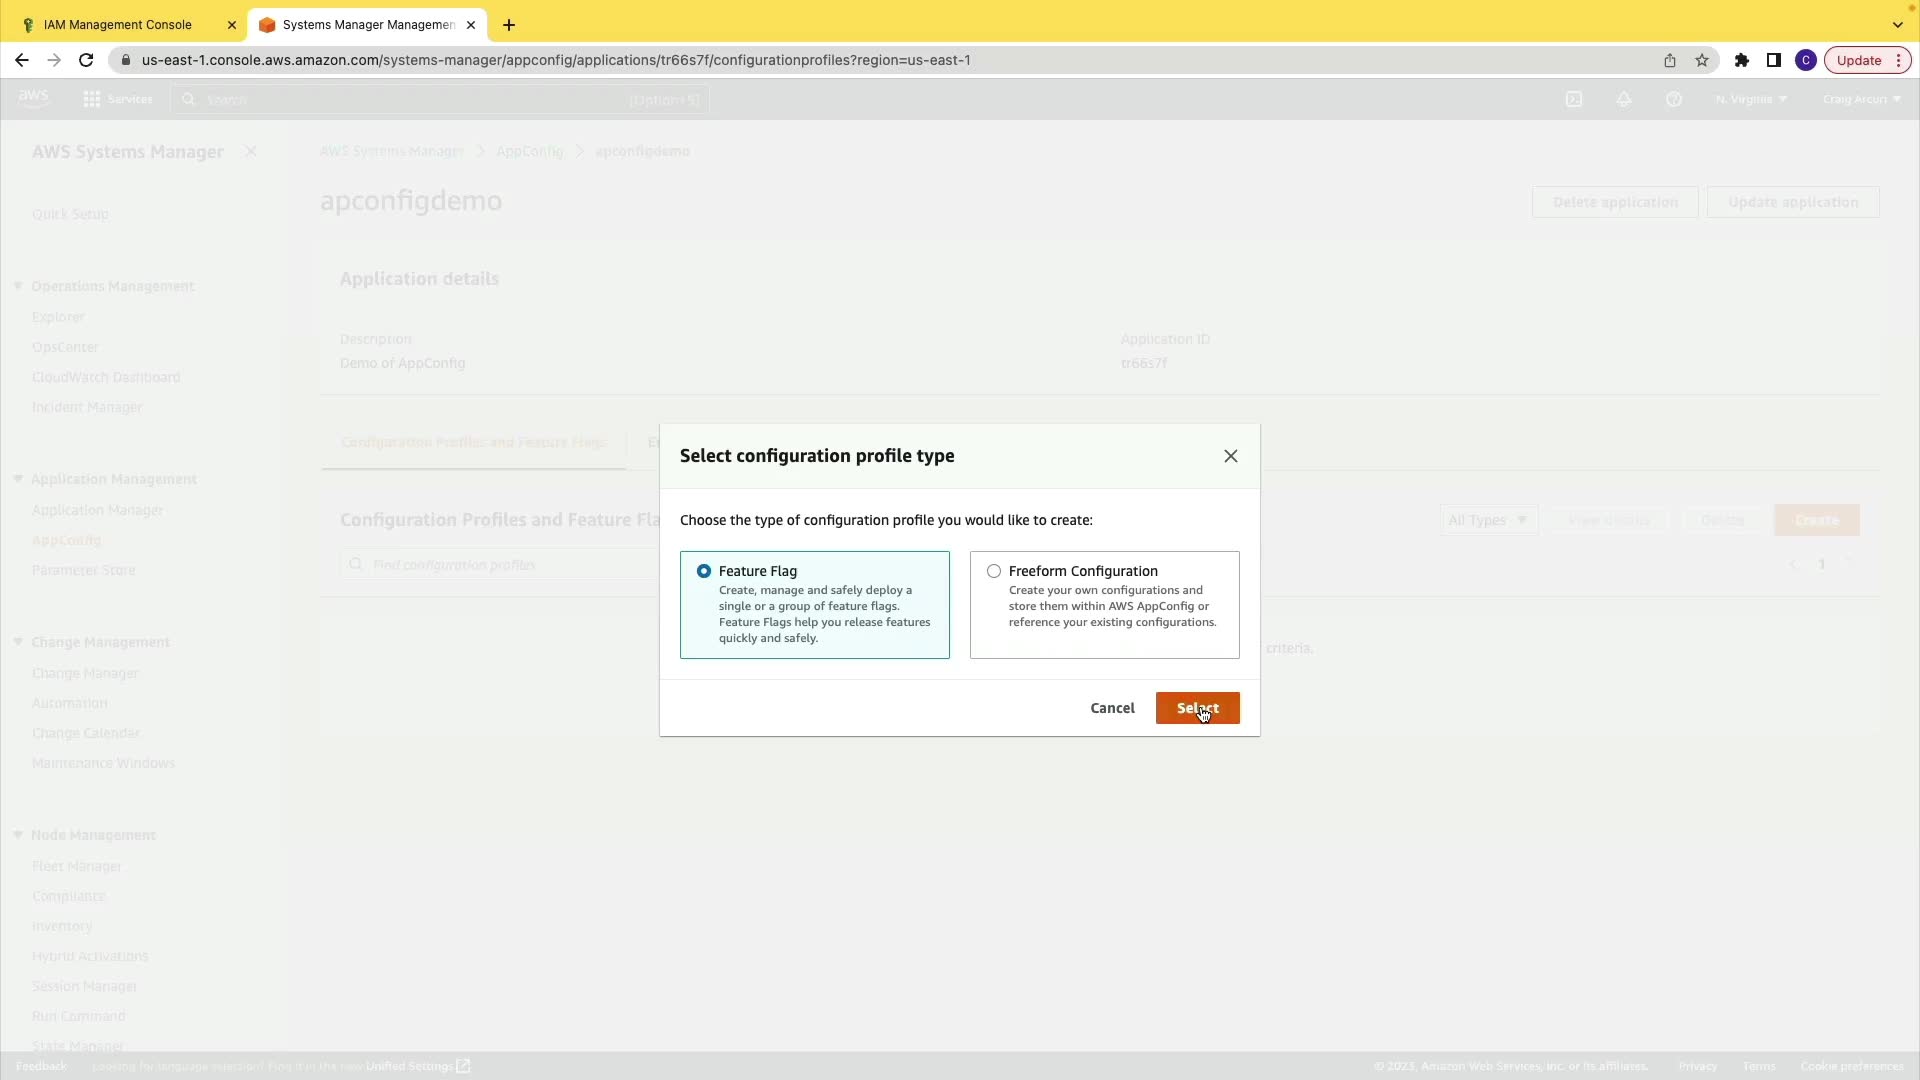 IAM Management Console
Systems Manager Managemen
us-east-1.console.aws.amazon.com/systems-manager/appconfig/applications/tr66s7f/configurationprofiles?region=us-east-1
C
Update
aws
Services
Search
[Option+S]
N. Virginia
Craig Arcuri
AWS Systems Manager
AWS Systems Manager
AppConfig
apconfigdemo
Quick Setup
apconfigdemo
Delete application
Update application
Application details
Operations Management
Explorer
OpsCenter
CloudWatch Dashboard
Incident Manager
Description
Demo of AppConfig
Application ID
tr66s7f
Configuration Profiles and Feature Flags
E
Application Management
Application Manager
AppConfig
Parameter Store
Configuration Profiles and Feature Fla
All Types
View details
Delete
Create
Find configuration profiles
1
criteria.
Select configuration profile type
Choose the type of configuration profile you would like to create:
Feature Flag
Create, manage and safely deploy a
single or a group of feature flags.
Feature Flags help you release features
quickly and safely.
Freeform Configuration
Create your own configurations and
store them within AWS AppConfig or
reference your existing configurations.
Cancel
Select
Change Management
Change Manager
Automation
Change Calendar
Maintenance Windows
Node Management
Fleet Manager
Compliance
Inventory
Hybrid Activations
Session Manager
Run Command
State Manager
Feedback
Looking for language selection? Find it in the new Unified Settings
© 2023, Amazon Web Services, Inc. or its affiliates.
Privacy
Terms
Cookie preferences